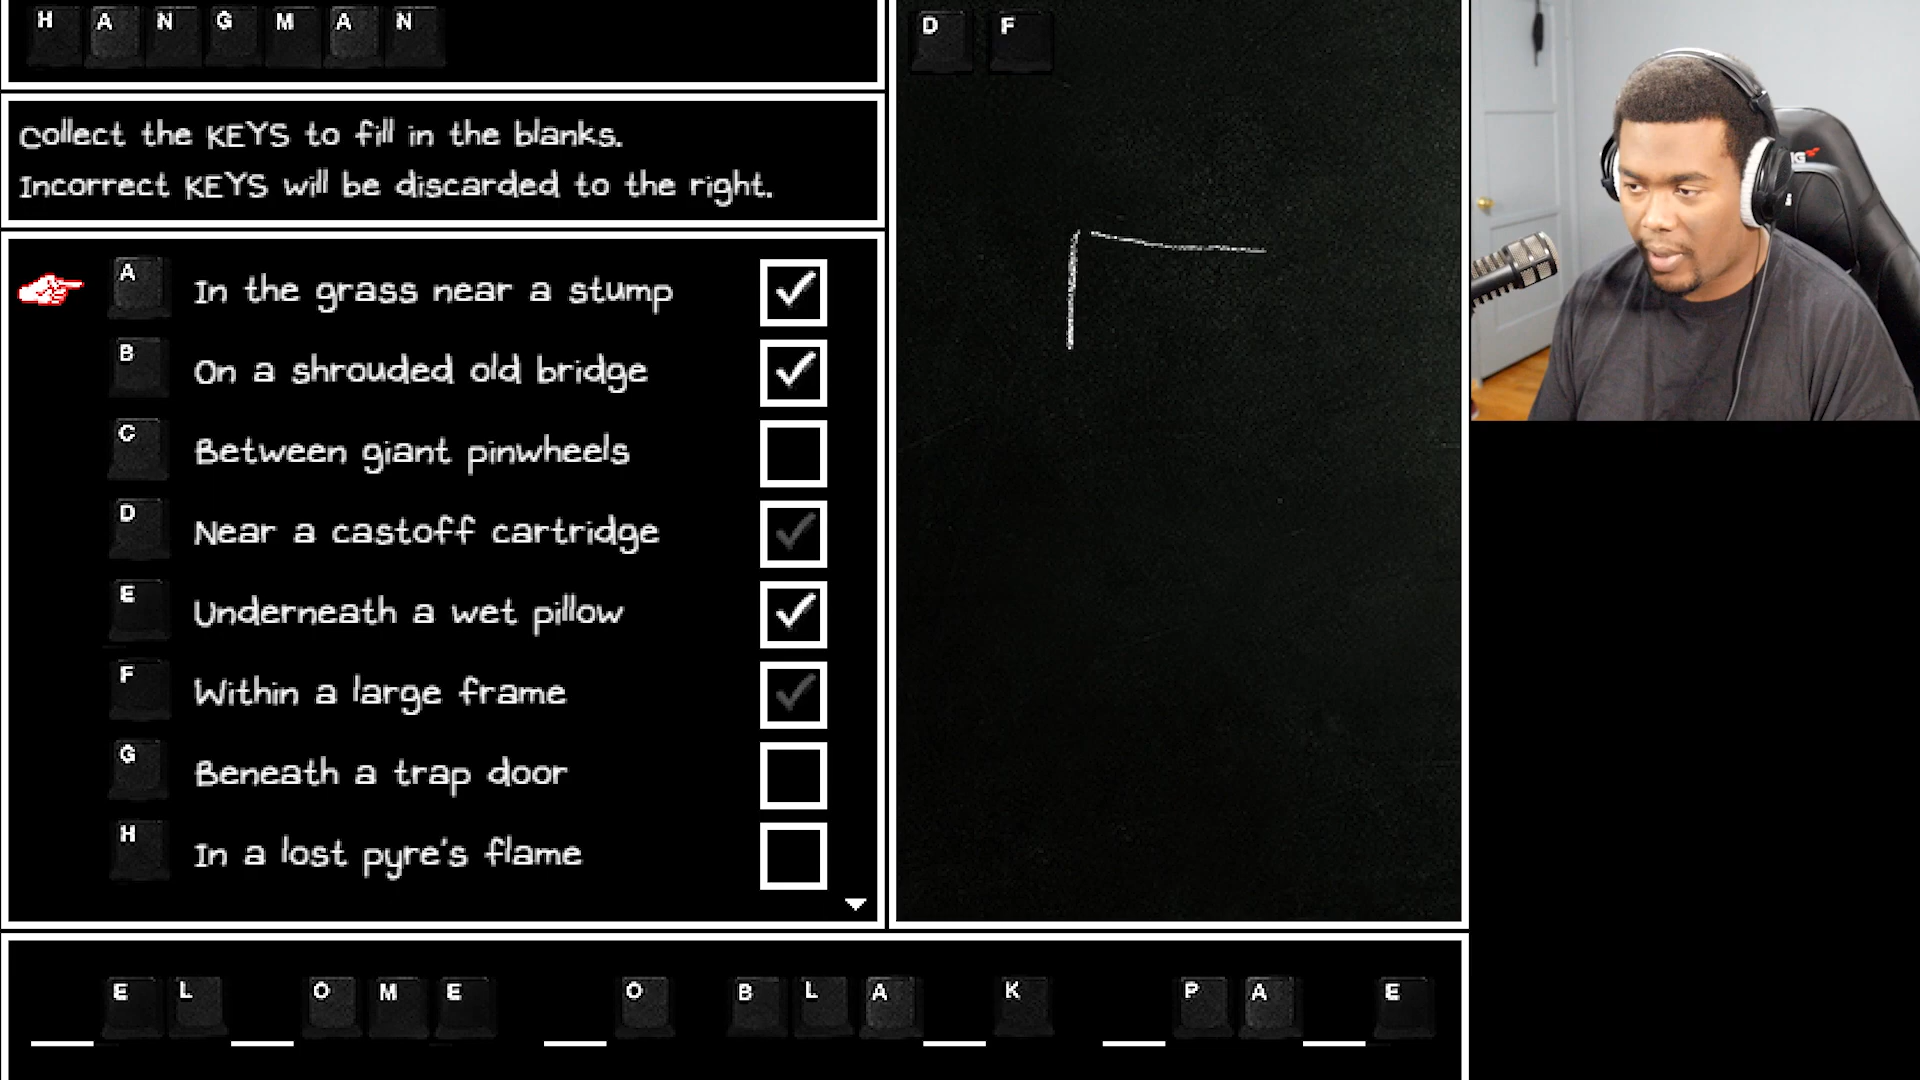 H A N G M A N
Collect the KEYS to fill in the blanks.
Incorrect KEYS will be discarded to the right.
A In the grass near a stump
B On a shrouded old bridge
C Between giant pinwheels
D Near a castoff cartridge
E Underneath a wet pillow
F Within a large frame
G Beneath a trap door
H In a lost pyre's flame
D F
_ E L _ O M E _ O B L A _ K _ P A _ E